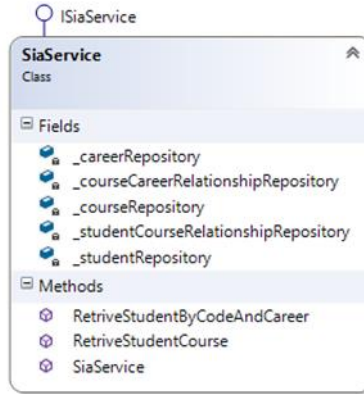 ISiaService
SiaService
Class
Fields
_careerRepository
_courseCareerRelationshipRepository
_courseRepository
_studentCourseRelationshipRepository
_studentRepository
Methods
RetriveStudentByCodeAndCareer
RetriveStudentCourse
SiaService